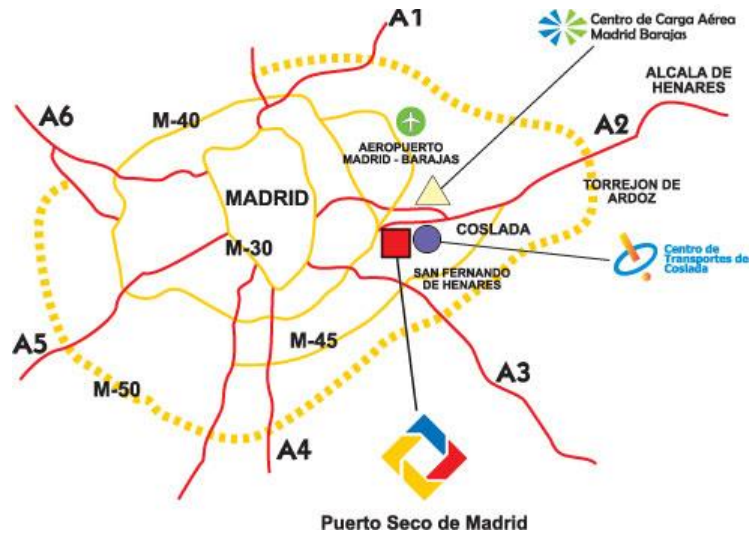 A1
Centro de Carga Aérea
Madrid Barajas
ALCALA DE
HENARES
A6
M-40
A2
AEROPUERTO
MADRID - BARAJAS
MADRID
TORREJON DE
ARDOZ
COSLADA
M-30
Centro de
Transportes de
Coslada
SAN FERNANDO
DE HENARES
A5
M-45
M-50
A3
A4
Puerto Seco de Madrid